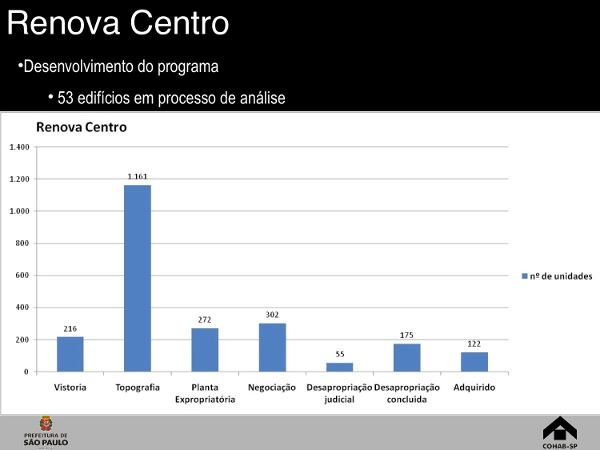 Renova Centro
•Desenvolvimento do programa
• 53 edifícios em processo de análise
Renova Centro
1.400
1.200
1.000
800
600
400
200
0
216
1.161
272
302
55
175
122
Vistoria
Topografia
Planta
Expropriatória
Negociação
Desapropriação
judicial
Desapropriação
concluida
Adquirido
nº de unidades
PREFEITURA DE
SÃO PAULO
COHAB-SP